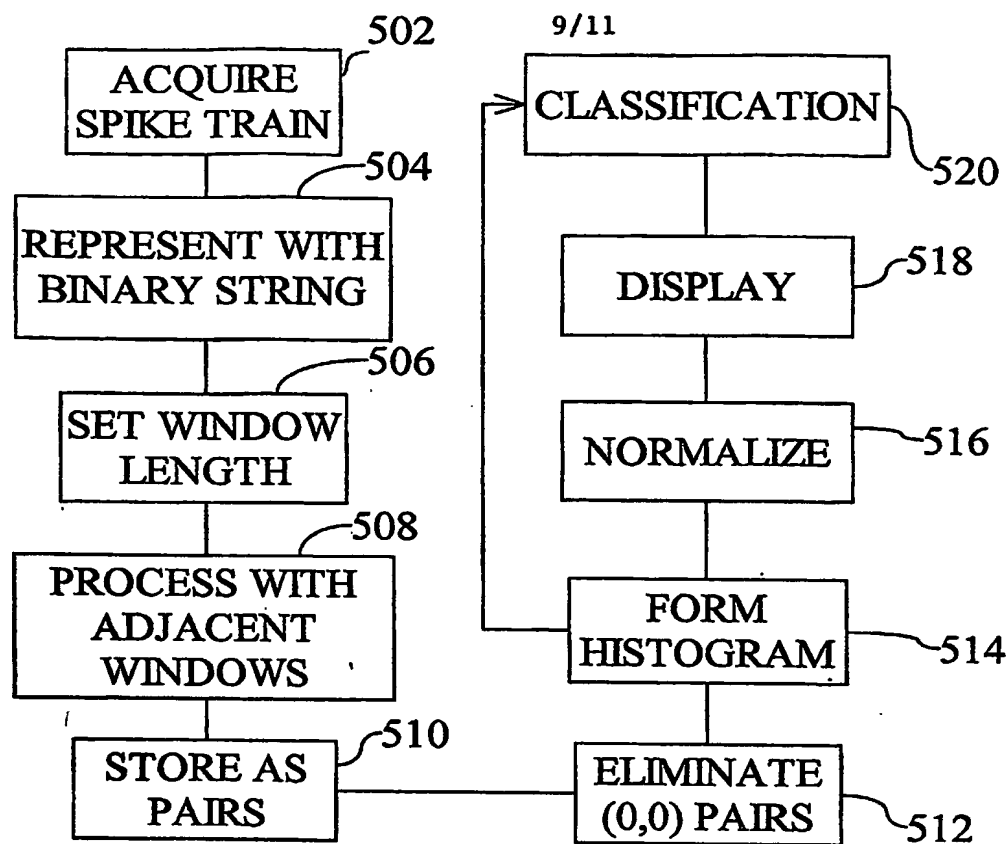 9/11
502
ACQUIRE
SPIKE TRAIN
504
REPRESENT WITH
BINARY STRING
506
SET WINDOW
LENGTH
508
PROCESS WITH
ADJACENT
WINDOWS
510
STORE AS
PAIRS
CLASSIFICATION
520
DISPLAY
518
NORMALIZE
516
FORM
HISTOGRAM
514
ELIMINATE
(0,0) PAIRS
512